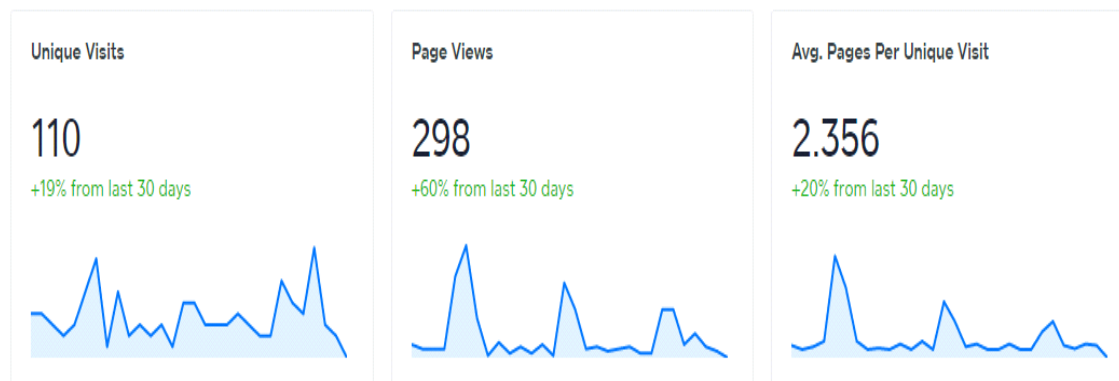 Unique Visits
110
+19% from last 30 days
Page Views
298
+60% from last 30 days
Avg. Pages Per Unique Visit
2.356
+20% from last 30 days